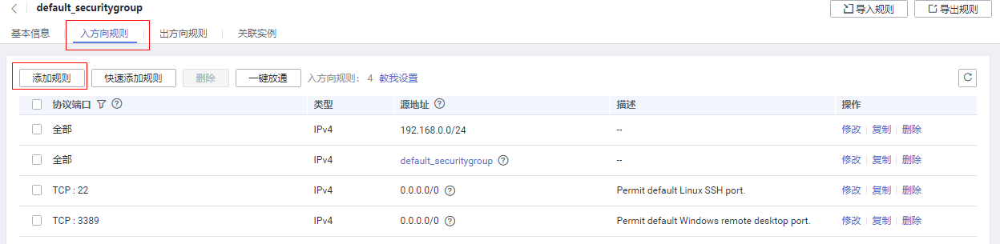 default_securitygroup
导入规则 导出规则
基本信息 入方向规则 出方向规则 关联实例
添加规则 快速添加规则 删除 一键放通 入方向规则： 4 教我设置
协议端口 类型 源地址 描述 操作
全部 IPv4 192.168.0.0/24 -- 修改 复制 删除
全部 IPv4 default_securitygroup -- 修改 复制 删除
TCP : 22 IPv4 0.0.0.0/0 Permit default Linux SSH port. 修改 复制 删除
TCP : 3389 IPv4 0.0.0.0/0 Permit default Windows remote desktop port. 修改 复制 删除